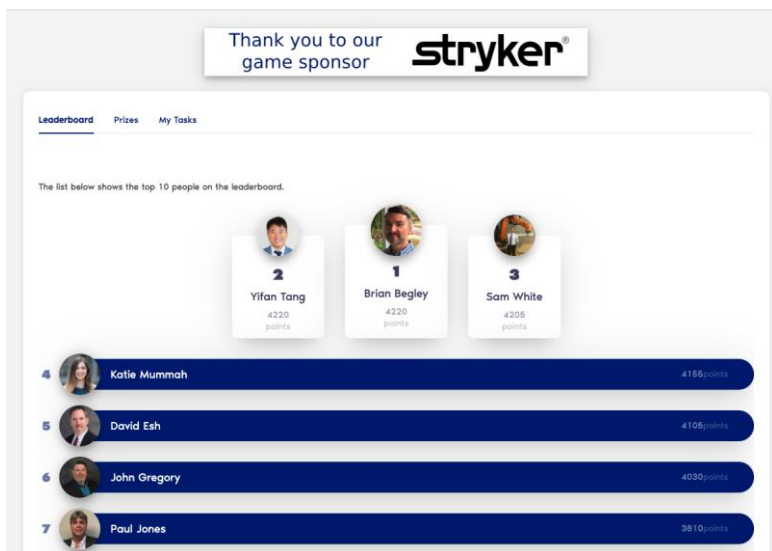 Thank you to our
game sponsor
stryker®
Leaderboard Prizes My Tasks
The list below shows the top 10 people on the leaderboard.
2
Yifan Tang
4220
points
1
Brian Begley
4220
points
3
Sam White
4205
points
4 Katie Mummah 4155points
5 David Esh 4105points
6 John Gregory 4030points
7 Paul Jones 3810points